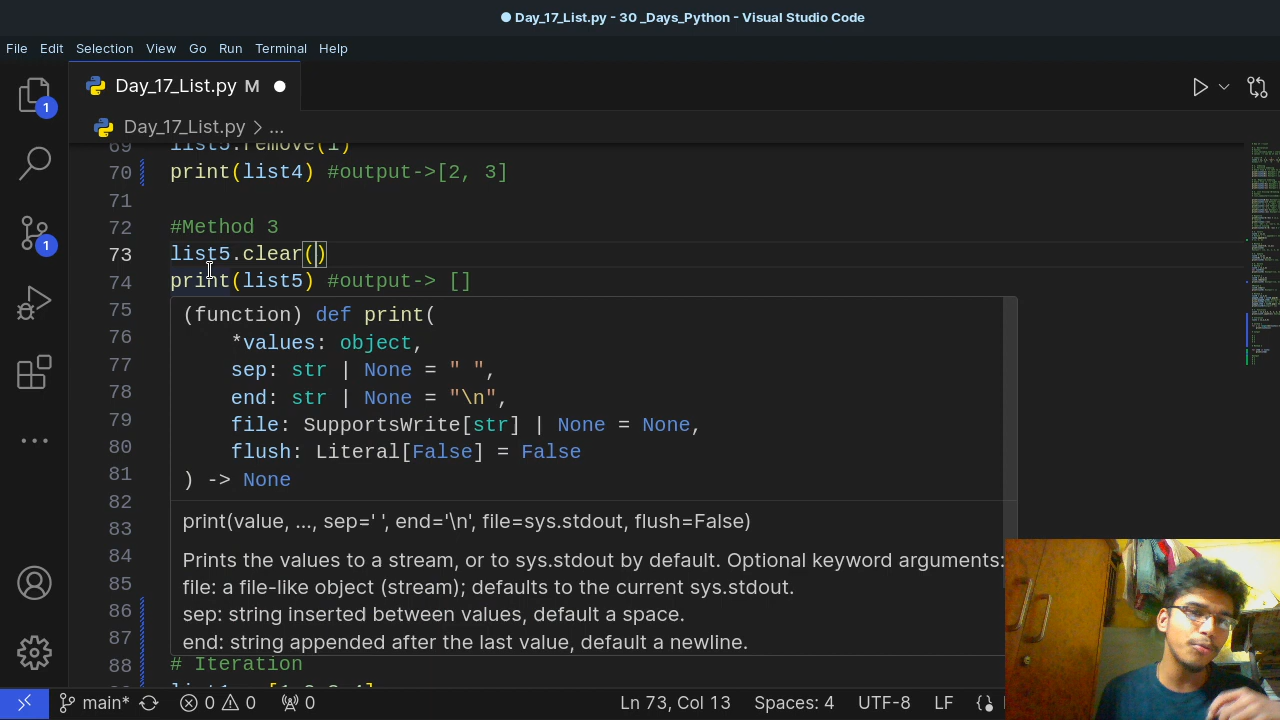 Day_17_List.py - 30 _Days_Python - Visual Studio Code
File Edit Selection View Go Run Terminal Help
Day_17_List.py M
Day_17_List.py > ...
69 list5.remove(1)
70 print(list4) #output->[2, 3]
71
72 #Method 3
73 list5.clear()
74 print(list5) #output-> []
75
(function) def print(
76 *values: object,
77 sep: str | None = " ",
78 end: str | None = "\n",
79 file: SupportsWrite[str] | None = None,
80 flush: Literal[False] = False
81 ) -> None
82
83 print(value, ..., sep=' ', end='\n', file=sys.stdout, flush=False)
84 Prints the values to a stream, or to sys.stdout by default. Optional keyword arguments:
85 file: a file-like object (stream); defaults to the current sys.stdout.
86 sep: string inserted between values, default a space.
87 end: string appended after the last value, default a newline.
88 # Iteration
1
1
main* 0 0 0 Ln 73, Col 13 Spaces: 4 UTF-8 LF {}